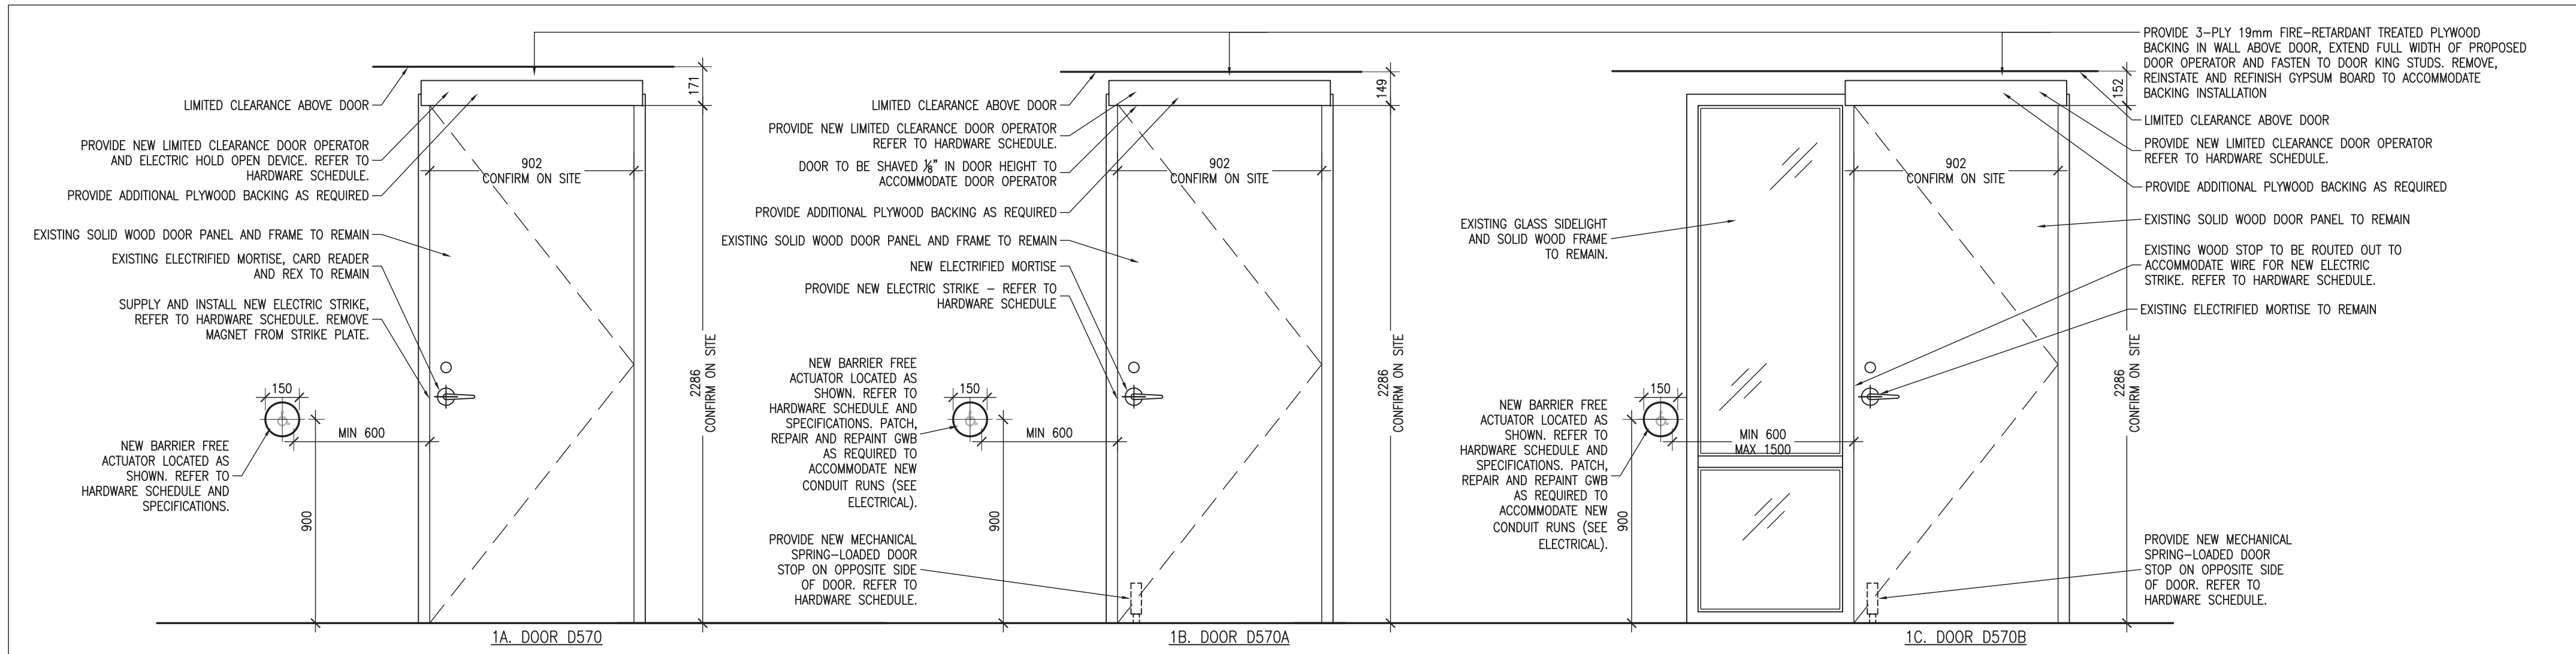 PROVIDE 3-PLY 19mm FIRE-RETARDANT TREATED PLYWOOD
BACKING IN WALL ABOVE DOOR, EXTEND FULL WIDTH OF PROPOSED
DOOR OPERATOR AND FASTEN TO DOOR KING STUDS. REMOVE,
REINSTATE AND REFINISH GYPSUM BOARD TO ACCOMMODATE
BACKING INSTALLATION
LIMITED CLEARANCE ABOVE DOOR
PROVIDE NEW LIMITED CLEARANCE DOOR OPERATOR
AND ELECTRIC HOLD OPEN DEVICE. REFER TO
HARDWARE SCHEDULE.
PROVIDE ADDITIONAL PLYWOOD BACKING AS REQUIRED
EXISTING SOLID WOOD DOOR PANEL AND FRAME TO REMAIN
EXISTING ELECTRIFIED MORTISE, CARD READER
AND REX TO REMAIN
SUPPLY AND INSTALL NEW ELECTRIC STRIKE,
REFER TO HARDWARE SCHEDULE. REMOVE
MAGNET FROM STRIKE PLATE.
150
NEW BARRIER FREE
ACTUATOR LOCATED AS
SHOWN. REFER TO
HARDWARE SCHEDULE AND
SPECIFICATIONS.
MIN 600
900
902
CONFIRM ON SITE
171
2286
CONFIRM ON SITE
1A. DOOR D570
LIMITED CLEARANCE ABOVE DOOR
PROVIDE NEW LIMITED CLEARANCE DOOR OPERATOR
REFER TO HARDWARE SCHEDULE.
DOOR TO BE SHAVED ⅛" IN DOOR HEIGHT TO
ACCOMMODATE DOOR OPERATOR
PROVIDE ADDITIONAL PLYWOOD BACKING AS REQUIRED
EXISTING SOLID WOOD DOOR PANEL AND FRAME TO REMAIN
NEW ELECTRIFIED MORTISE
PROVIDE NEW ELECTRIC STRIKE – REFER TO
HARDWARE SCHEDULE
NEW BARRIER FREE
ACTUATOR LOCATED AS
SHOWN. REFER TO
HARDWARE SCHEDULE AND
SPECIFICATIONS. PATCH,
REPAIR AND REPAINT GWB
AS REQUIRED TO
ACCOMMODATE NEW
CONDUIT RUNS (SEE
ELECTRICAL).
PROVIDE NEW MECHANICAL
SPRING-LOADED DOOR
STOP ON OPPOSITE SIDE
OF DOOR. REFER TO
HARDWARE SCHEDULE.
150
MIN 600
900
902
CONFIRM ON SITE
149
2286
CONFIRM ON SITE
1B. DOOR D570A
EXISTING GLASS SIDELIGHT
AND SOLID WOOD FRAME
TO REMAIN.
150
NEW BARRIER FREE
ACTUATOR LOCATED AS
SHOWN. REFER TO
HARDWARE SCHEDULE AND
SPECIFICATIONS. PATCH,
REPAIR AND REPAINT GWB
AS REQUIRED TO
ACCOMMODATE NEW
CONDUIT RUNS (SEE
ELECTRICAL).
900
MIN 600
MAX 1500
902
CONFIRM ON SITE
152
2286
CONFIRM ON SITE
LIMITED CLEARANCE ABOVE DOOR
PROVIDE NEW LIMITED CLEARANCE DOOR OPERATOR
REFER TO HARDWARE SCHEDULE.
PROVIDE ADDITIONAL PLYWOOD BACKING AS REQUIRED
EXISTING SOLID WOOD DOOR PANEL TO REMAIN
EXISTING WOOD STOP TO BE ROUTED OUT TO
ACCOMMODATE WIRE FOR NEW ELECTRIC
STRIKE. REFER TO HARDWARE SCHEDULE.
EXISTING ELECTRIFIED MORTISE TO REMAIN
PROVIDE NEW MECHANICAL
SPRING-LOADED DOOR
STOP ON OPPOSITE SIDE
OF DOOR. REFER TO
HARDWARE SCHEDULE.
1C. DOOR D570B